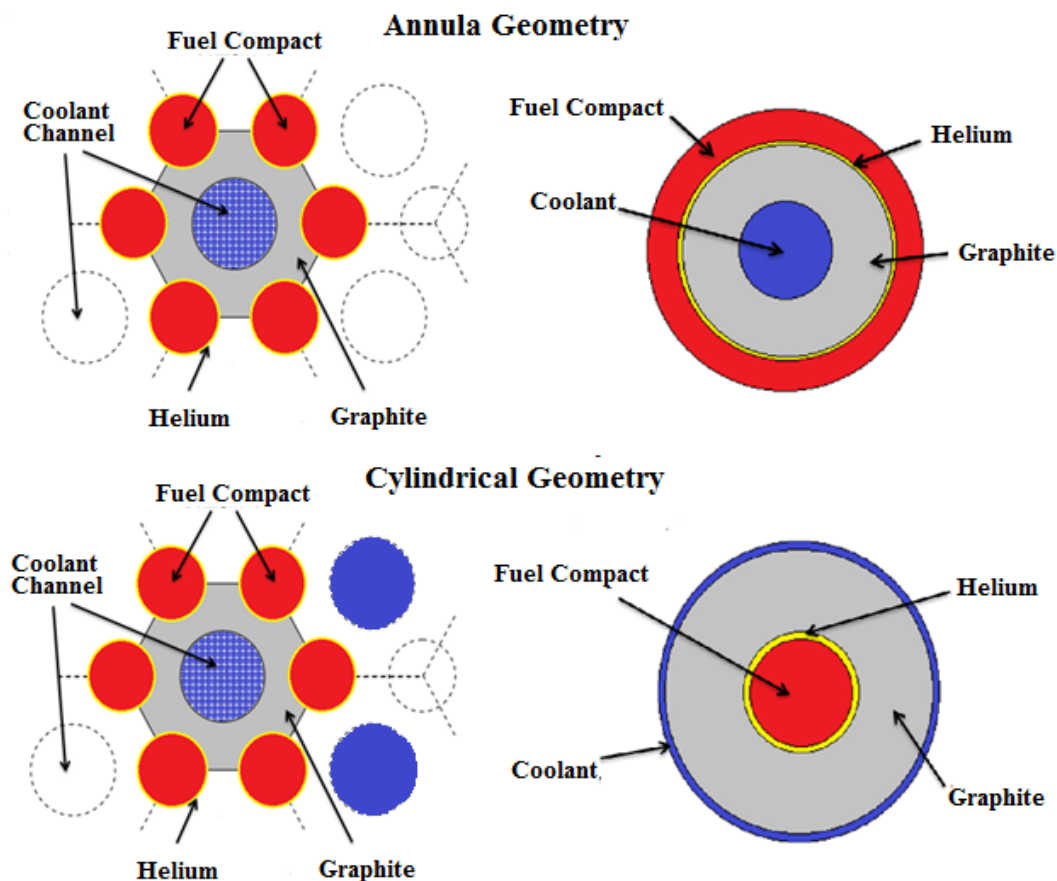 Annula Geometry
Fuel Compact
Coolant
Channel
Helium
Graphite
Fuel Compact
Helium
Coolant
Graphite
Cylindrical Geometry
Fuel Compact
Coolant
Channel
Helium
Graphite
Fuel Compact
Helium
Coolant
Graphite